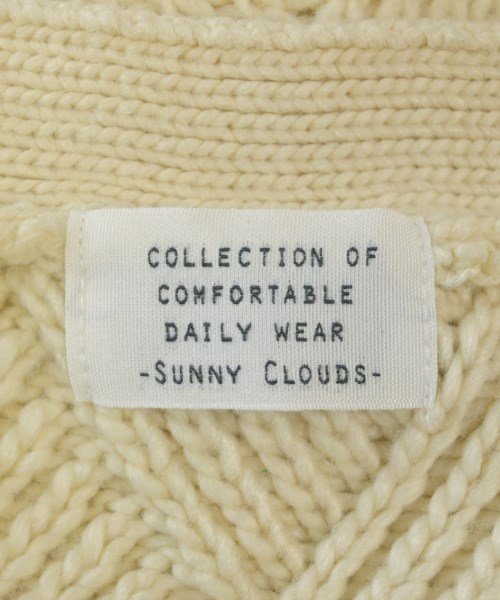 COLLECTION OF
COMFORTABLE
DAILY WEAR
-SUNNY CLOUDS-